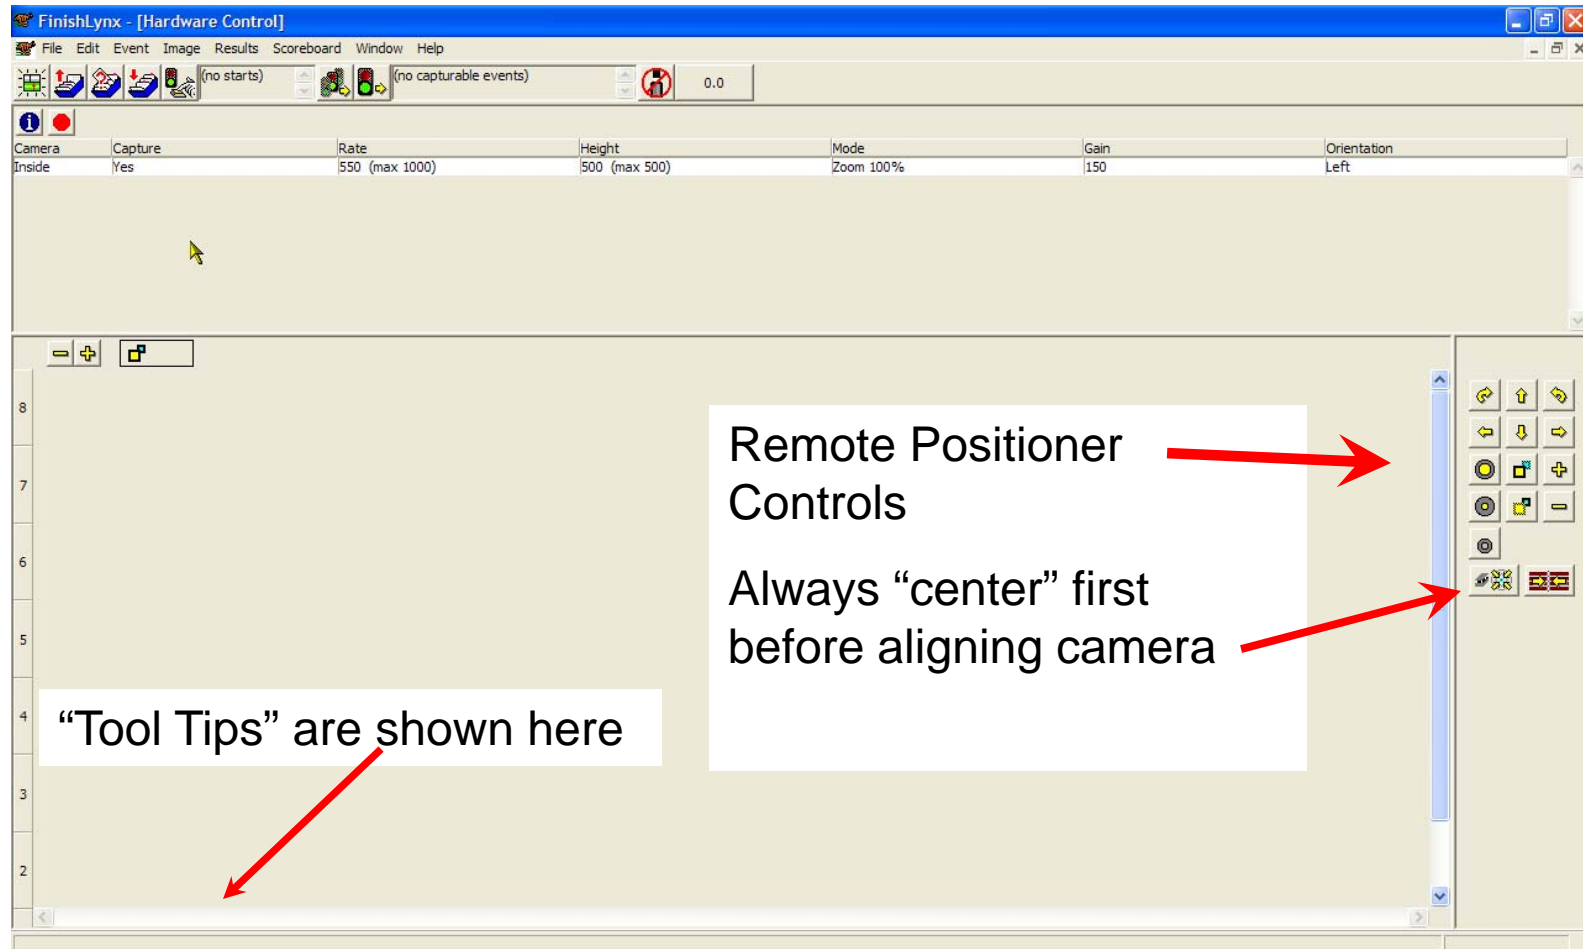 FinishLynx - [Hardware Control]
File Edit Event Image Results Scoreboard Window Help
(no starts) (no capturable events) 0.0
Camera Capture Rate Height Mode Gain Orientation
Inside Yes 550 (max 1000) 500 (max 500) Zoom 100% 150 Left
8
7
6
5
4
3
2
Remote Positioner
Controls
Always “center” first
before aligning camera
“Tool Tips” are shown here